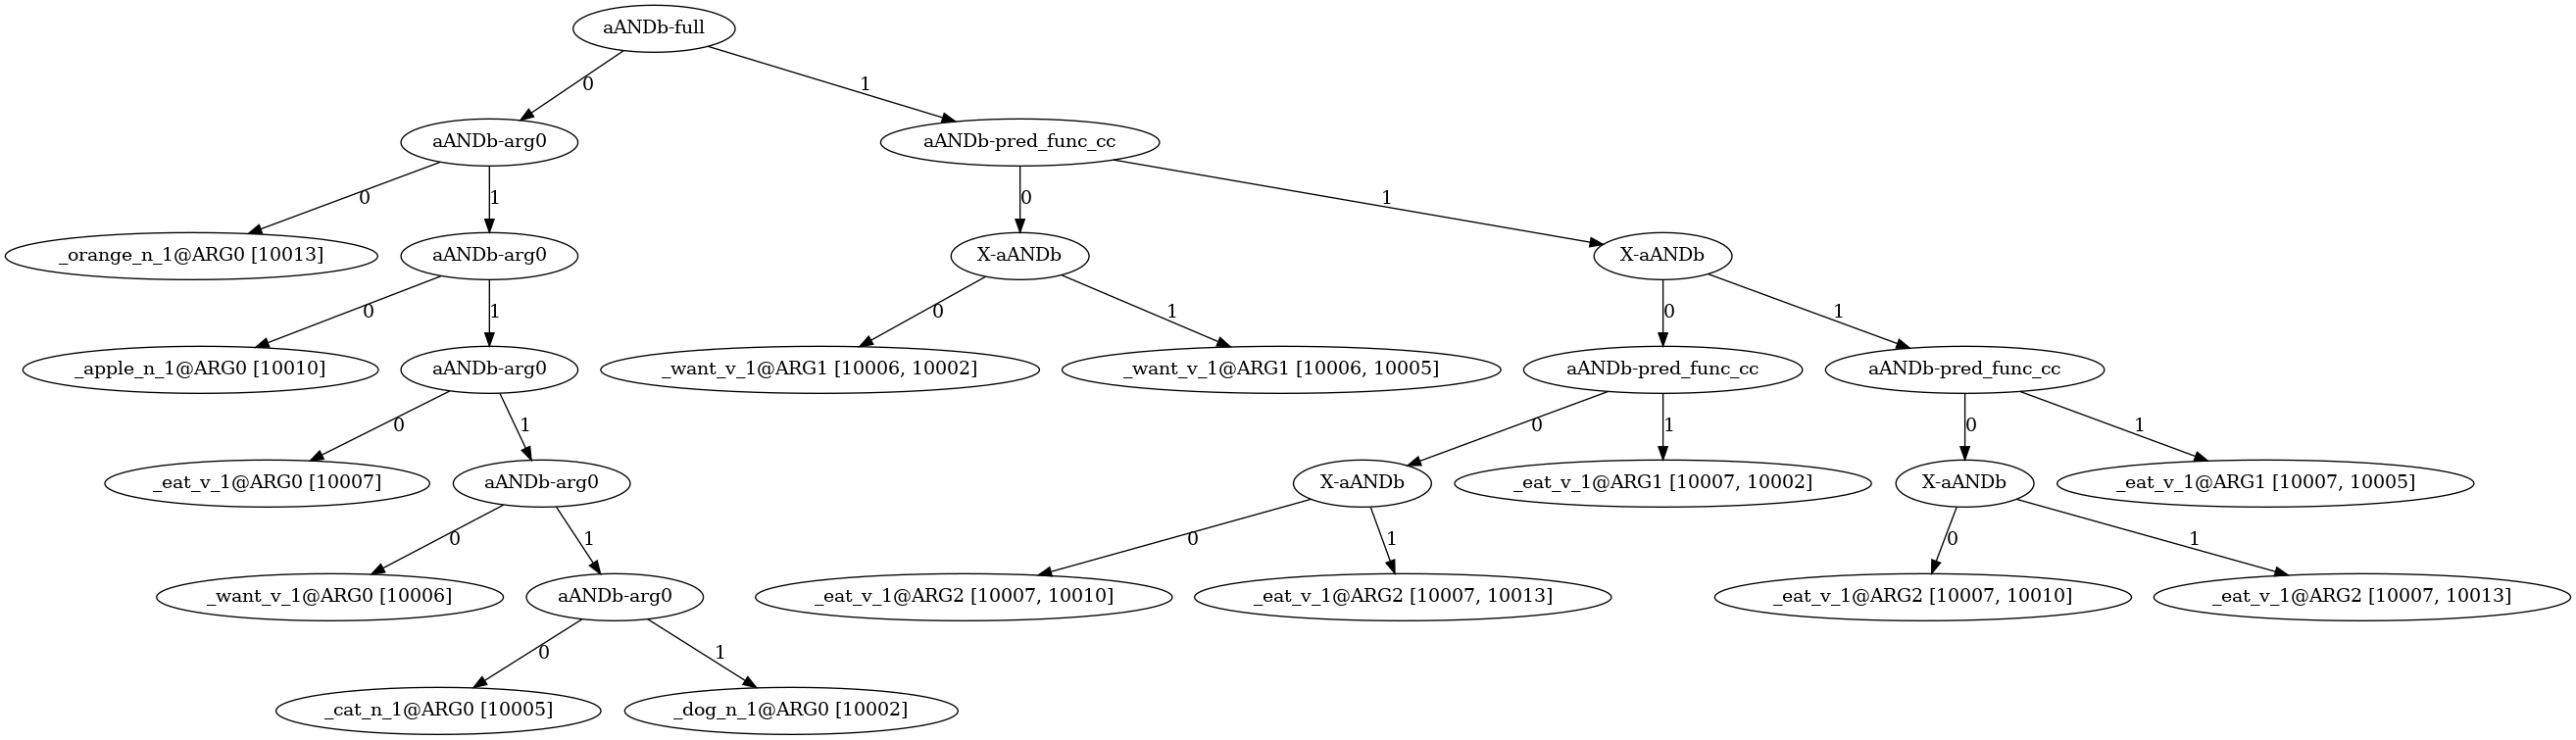 aANDb-full
0
1
aANDb-arg0
aANDb-pred_func_cc
0
1
0
1
_orange_n_1@ARG0 [10013]
aANDb-arg0
X-aANDb
X-aANDb
0
1
0
1
0
1
_apple_n_1@ARG0 [10010]
aANDb-arg0
_want_v_1@ARG1 [10006, 10002]
_want_v_1@ARG1 [10006, 10005]
aANDb-pred_func_cc
aANDb-pred_func_cc
0
1
0
1
0
1
_eat_v_1@ARG0 [10007]
aANDb-arg0
X-aANDb
_eat_v_1@ARG1 [10007, 10002]
X-aANDb
_eat_v_1@ARG1 [10007, 10005]
0
1
0
1
0
1
_want_v_1@ARG0 [10006]
aANDb-arg0
_eat_v_1@ARG2 [10007, 10010]
_eat_v_1@ARG2 [10007, 10013]
_eat_v_1@ARG2 [10007, 10010]
_eat_v_1@ARG2 [10007, 10013]
0
1
_cat_n_1@ARG0 [10005]
_dog_n_1@ARG0 [10002]